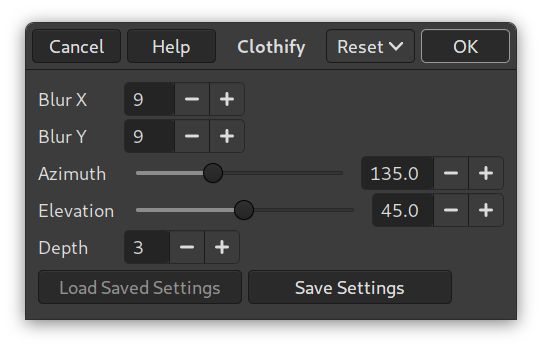 Cancel Help Clothify Reset OK
Blur X 9
Blur Y 9
Azimuth 135.0
Elevation 45.0
Depth 3
Load Saved Settings Save Settings